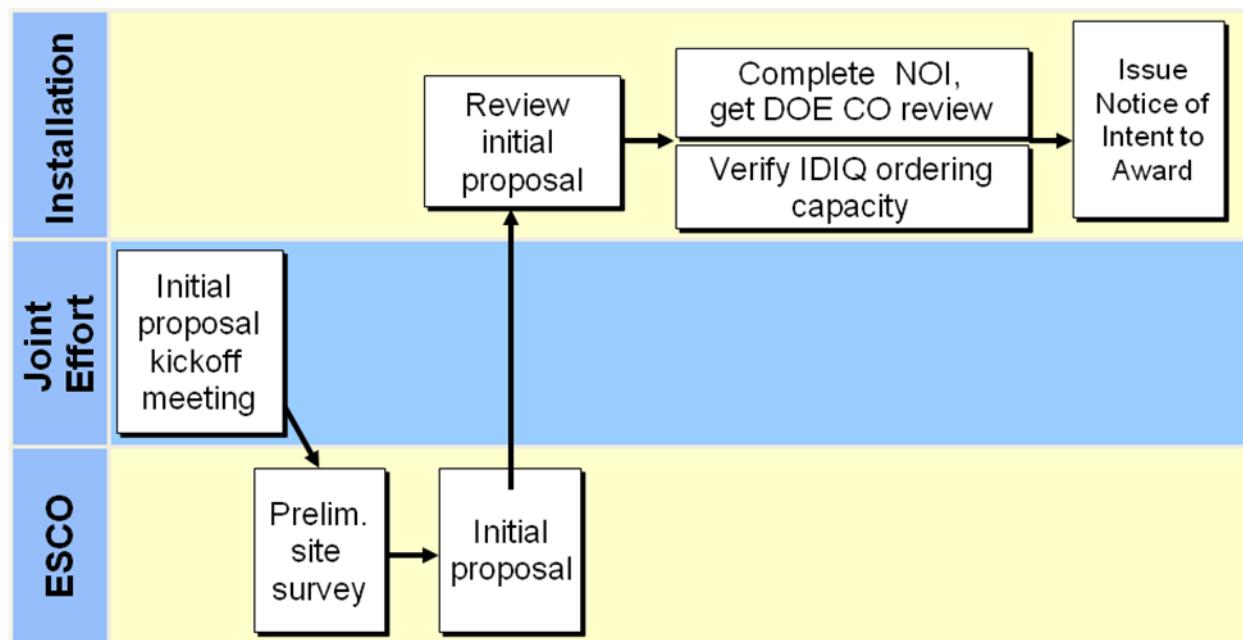 Installation
Review
initial
proposal
Complete NOI,
get DOE CO review
Verify IDIQ ordering
capacity
Issue
Notice of
Intent to
Award
Joint
Effort
Initial
proposal
kickoff
meeting
ESCO
Prelim.
site
survey
Initial
proposal